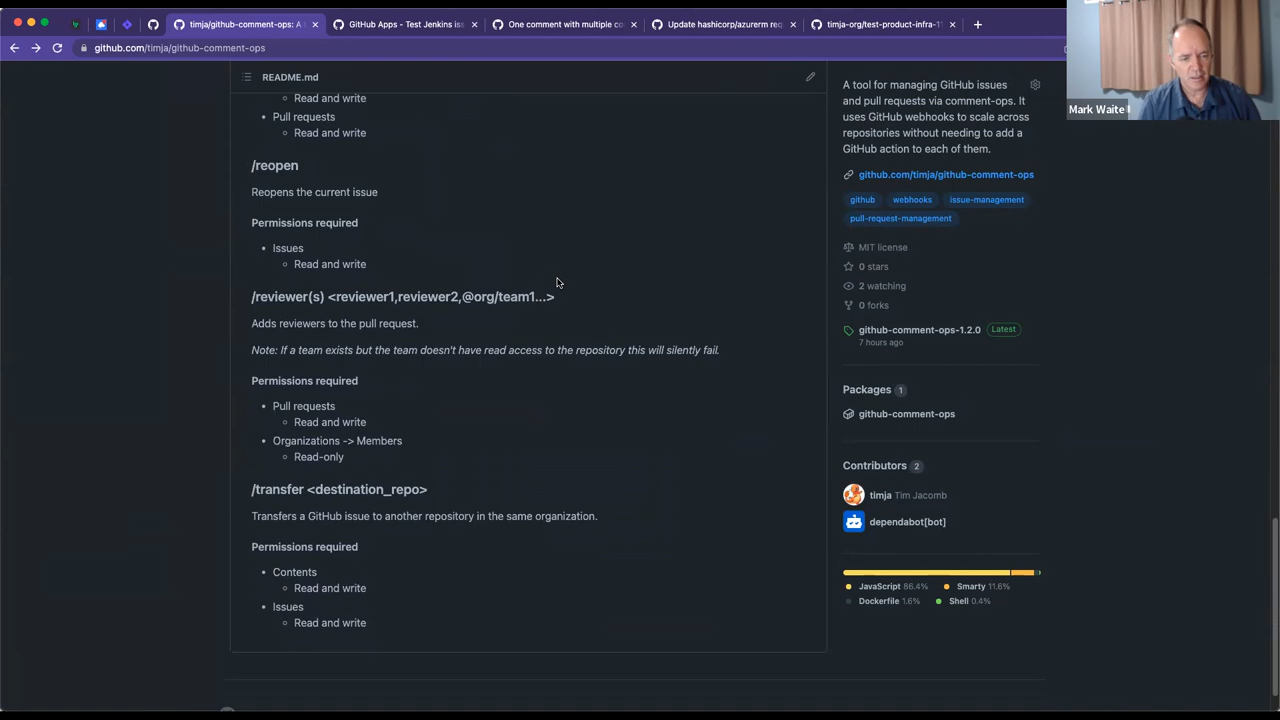 timja/github-comment-ops: A t
GitHub Apps - Test Jenkins iss
One comment with multiple co
Update hashicorp/azurerm req
timja-org/test-product-infra-1
github.com/timja/github-comment-ops
Mark Waite
README.md
Read and write
Pull requests
Read and write
/reopen
Reopens the current issue
Permissions required
Issues
Read and write
/reviewer(s) <reviewer1,reviewer2,@org/team1...>
Adds reviewers to the pull request.
Note: If a team exists but the team doesn't have read access to the repository this will silently fail.
Permissions required
Pull requests
Read and write
Organizations -> Members
Read-only
/transfer <destination_repo>
Transfers a GitHub issue to another repository in the same organization.
Permissions required
Contents
Read and write
Issues
Read and write
A tool for managing GitHub issues
and pull requests via comment-ops. It
uses GitHub webhooks to scale across
repositories without needing to add a
GitHub action to each of them.
github.com/timja/github-comment-ops
github webhooks issue-management
pull-request-management
MIT license
0 stars
2 watching
0 forks
github-comment-ops-1.2.0 Latest
7 hours ago
Packages 1
github-comment-ops
Contributors 2
timja Tim Jacomb
dependabot[bot]
JavaScript 86.4% Smarty 11.6%
Dockerfile 1.6% Shell 0.4%